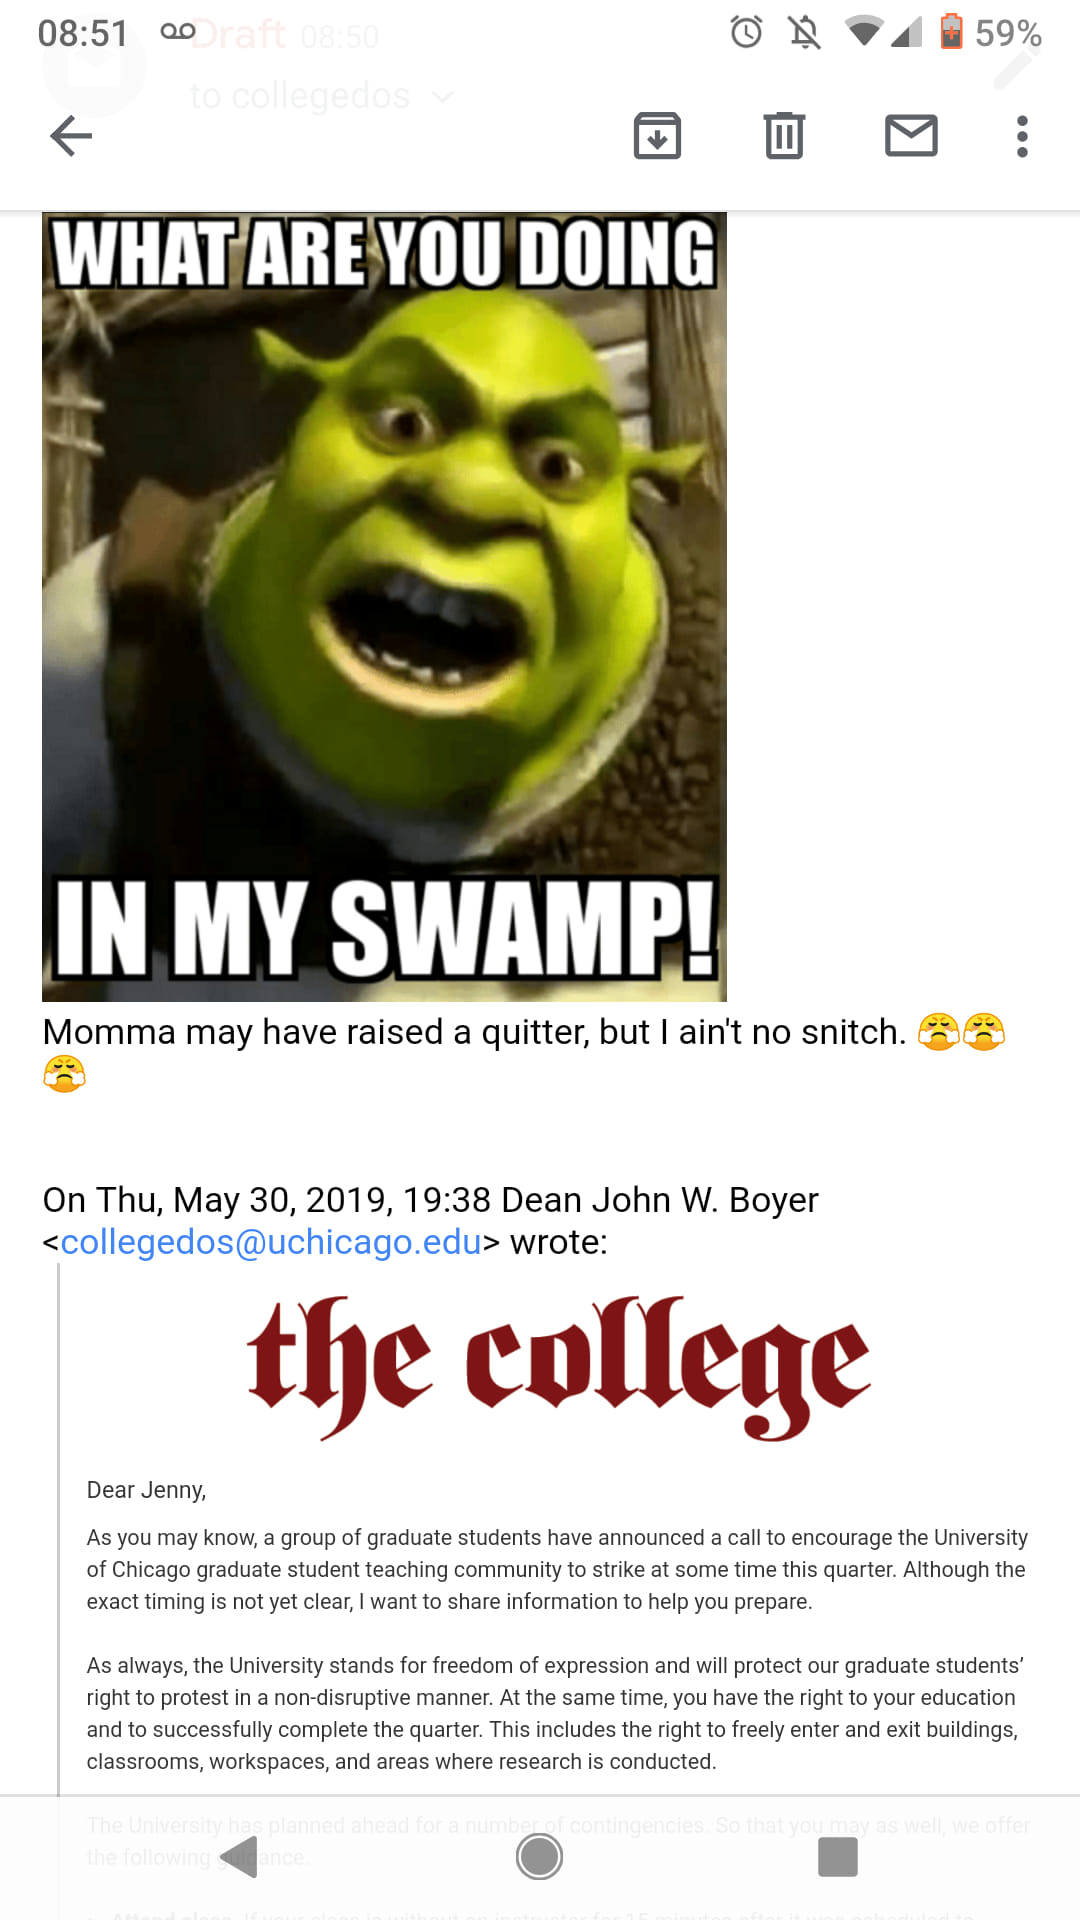 08:51
59%
Draft 08:50
to collegedos
WHAT ARE YOU DOING
IN MY SWAMP!
Momma may have raised a quitter, but I ain't no snitch. 😤😤
😤
On Thu, May 30, 2019, 19:38 Dean John W. Boyer
<collegedos@uchicago.edu> wrote:
the college
Dear Jenny,
As you may know, a group of graduate students have announced a call to encourage the University
of Chicago graduate student teaching community to strike at some time this quarter. Although the
exact timing is not yet clear, I want to share information to help you prepare.
As always, the University stands for freedom of expression and will protect our graduate students’
right to protest in a non-disruptive manner. At the same time, you have the right to your education
and to successfully complete the quarter. This includes the right to freely enter and exit buildings,
classrooms, workspaces, and areas where research is conducted.
The University has planned ahead for a number of contingencies. So that you may as well, we offer
the following guidance.